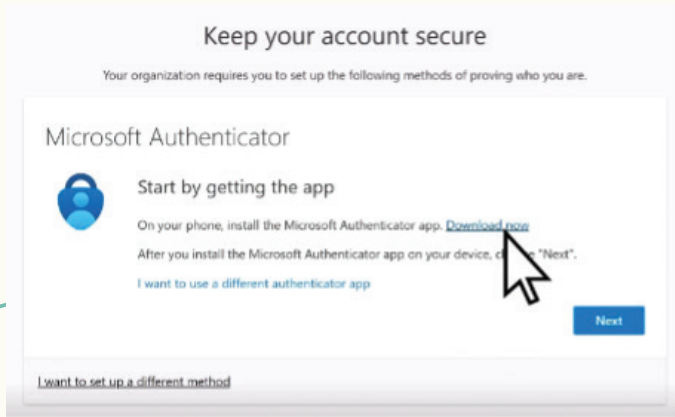 Keep your account secure
Your organization requires you to set up the following methods of proving who you are.
Microsoft Authenticator
Start by getting the app
On your phone, install the Microsoft Authenticator app. Download now
After you install the Microsoft Authenticator app on your device, "Next".
I want to use a different authenticator app
Next
I want to set up a different method